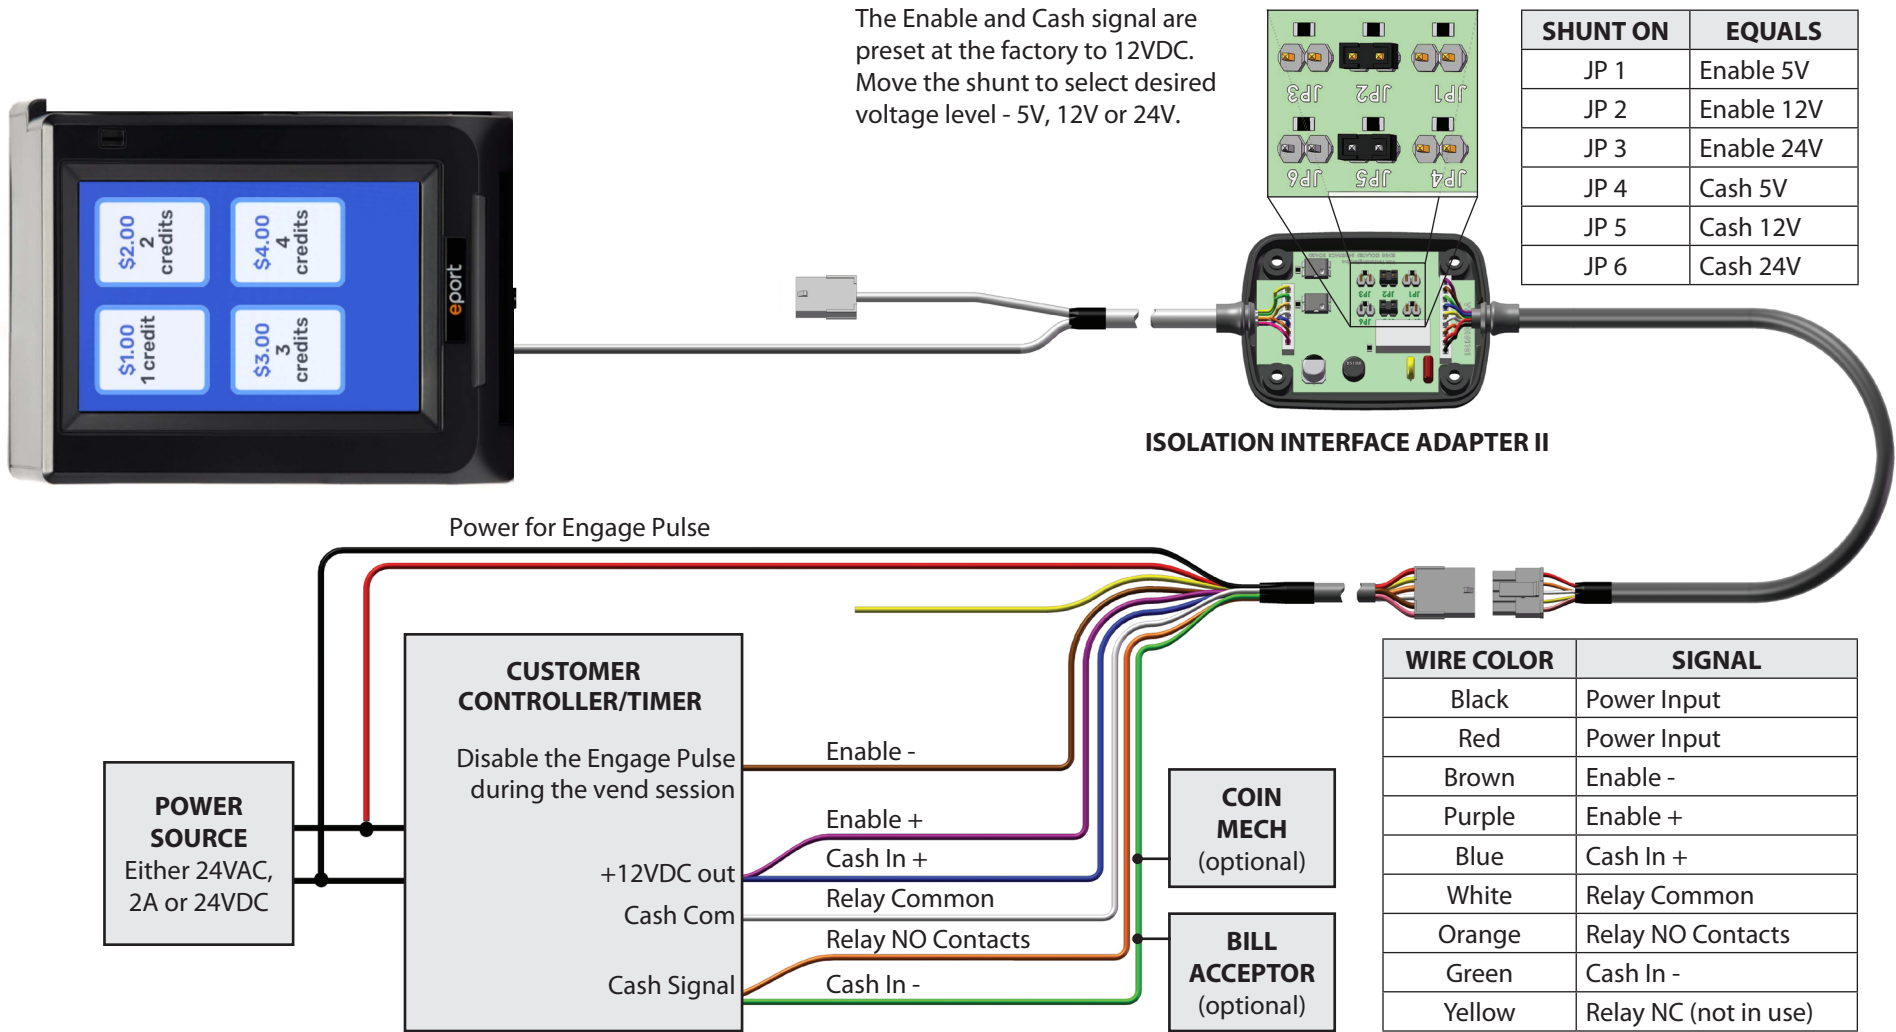 The Enable and Cash signal are
preset at the factory to 12VDC.
Move the shunt to select desired
voltage level - 5V, 12V or 24V.
JP3
JP2
JP1
JP6
JP5
JP4
SHUNT ON EQUALS
JP 1 Enable 5V
JP 2 Enable 12V
JP 3 Enable 24V
JP 4 Cash 5V
JP 5 Cash 12V
JP 6 Cash 24V
$2.00
2
credits
$4.00
4
credits
$1.00
1 credit
$3.00
3
credits
eport
JP3
JP2
JP1
JP6
ISOLATION INTERFACE ADAPTER II
Power for Engage Pulse
CUSTOMER
CONTROLLER/TIMER
Disable the Engage Pulse
during the vend session
+12VDC out
Cash Com
Cash Signal
POWER
SOURCE
Either 24VAC,
2A or 24VDC
Enable -
Enable +
Cash In +
Relay Common
Relay NO Contacts
Cash In -
COIN
MECH
(optional)
BILL
ACCEPTOR
(optional)
WIRE COLOR SIGNAL
Black Power Input
Red Power Input
Brown Enable -
Purple Enable +
Blue Cash In +
White Relay Common
Orange Relay NO Contacts
Green Cash In -
Yellow Relay NC (not in use)